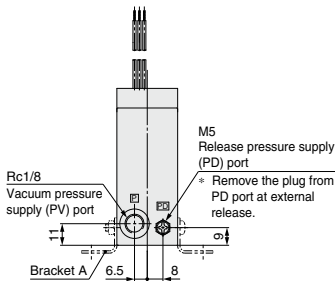 M5
Release pressure supply
(PD) port
* Remove the plug from
PD port at external
release.
Rc1/8
Vacuum pressure
supply (PV) port
P
PD
11
9
Bracket A
6.5
8